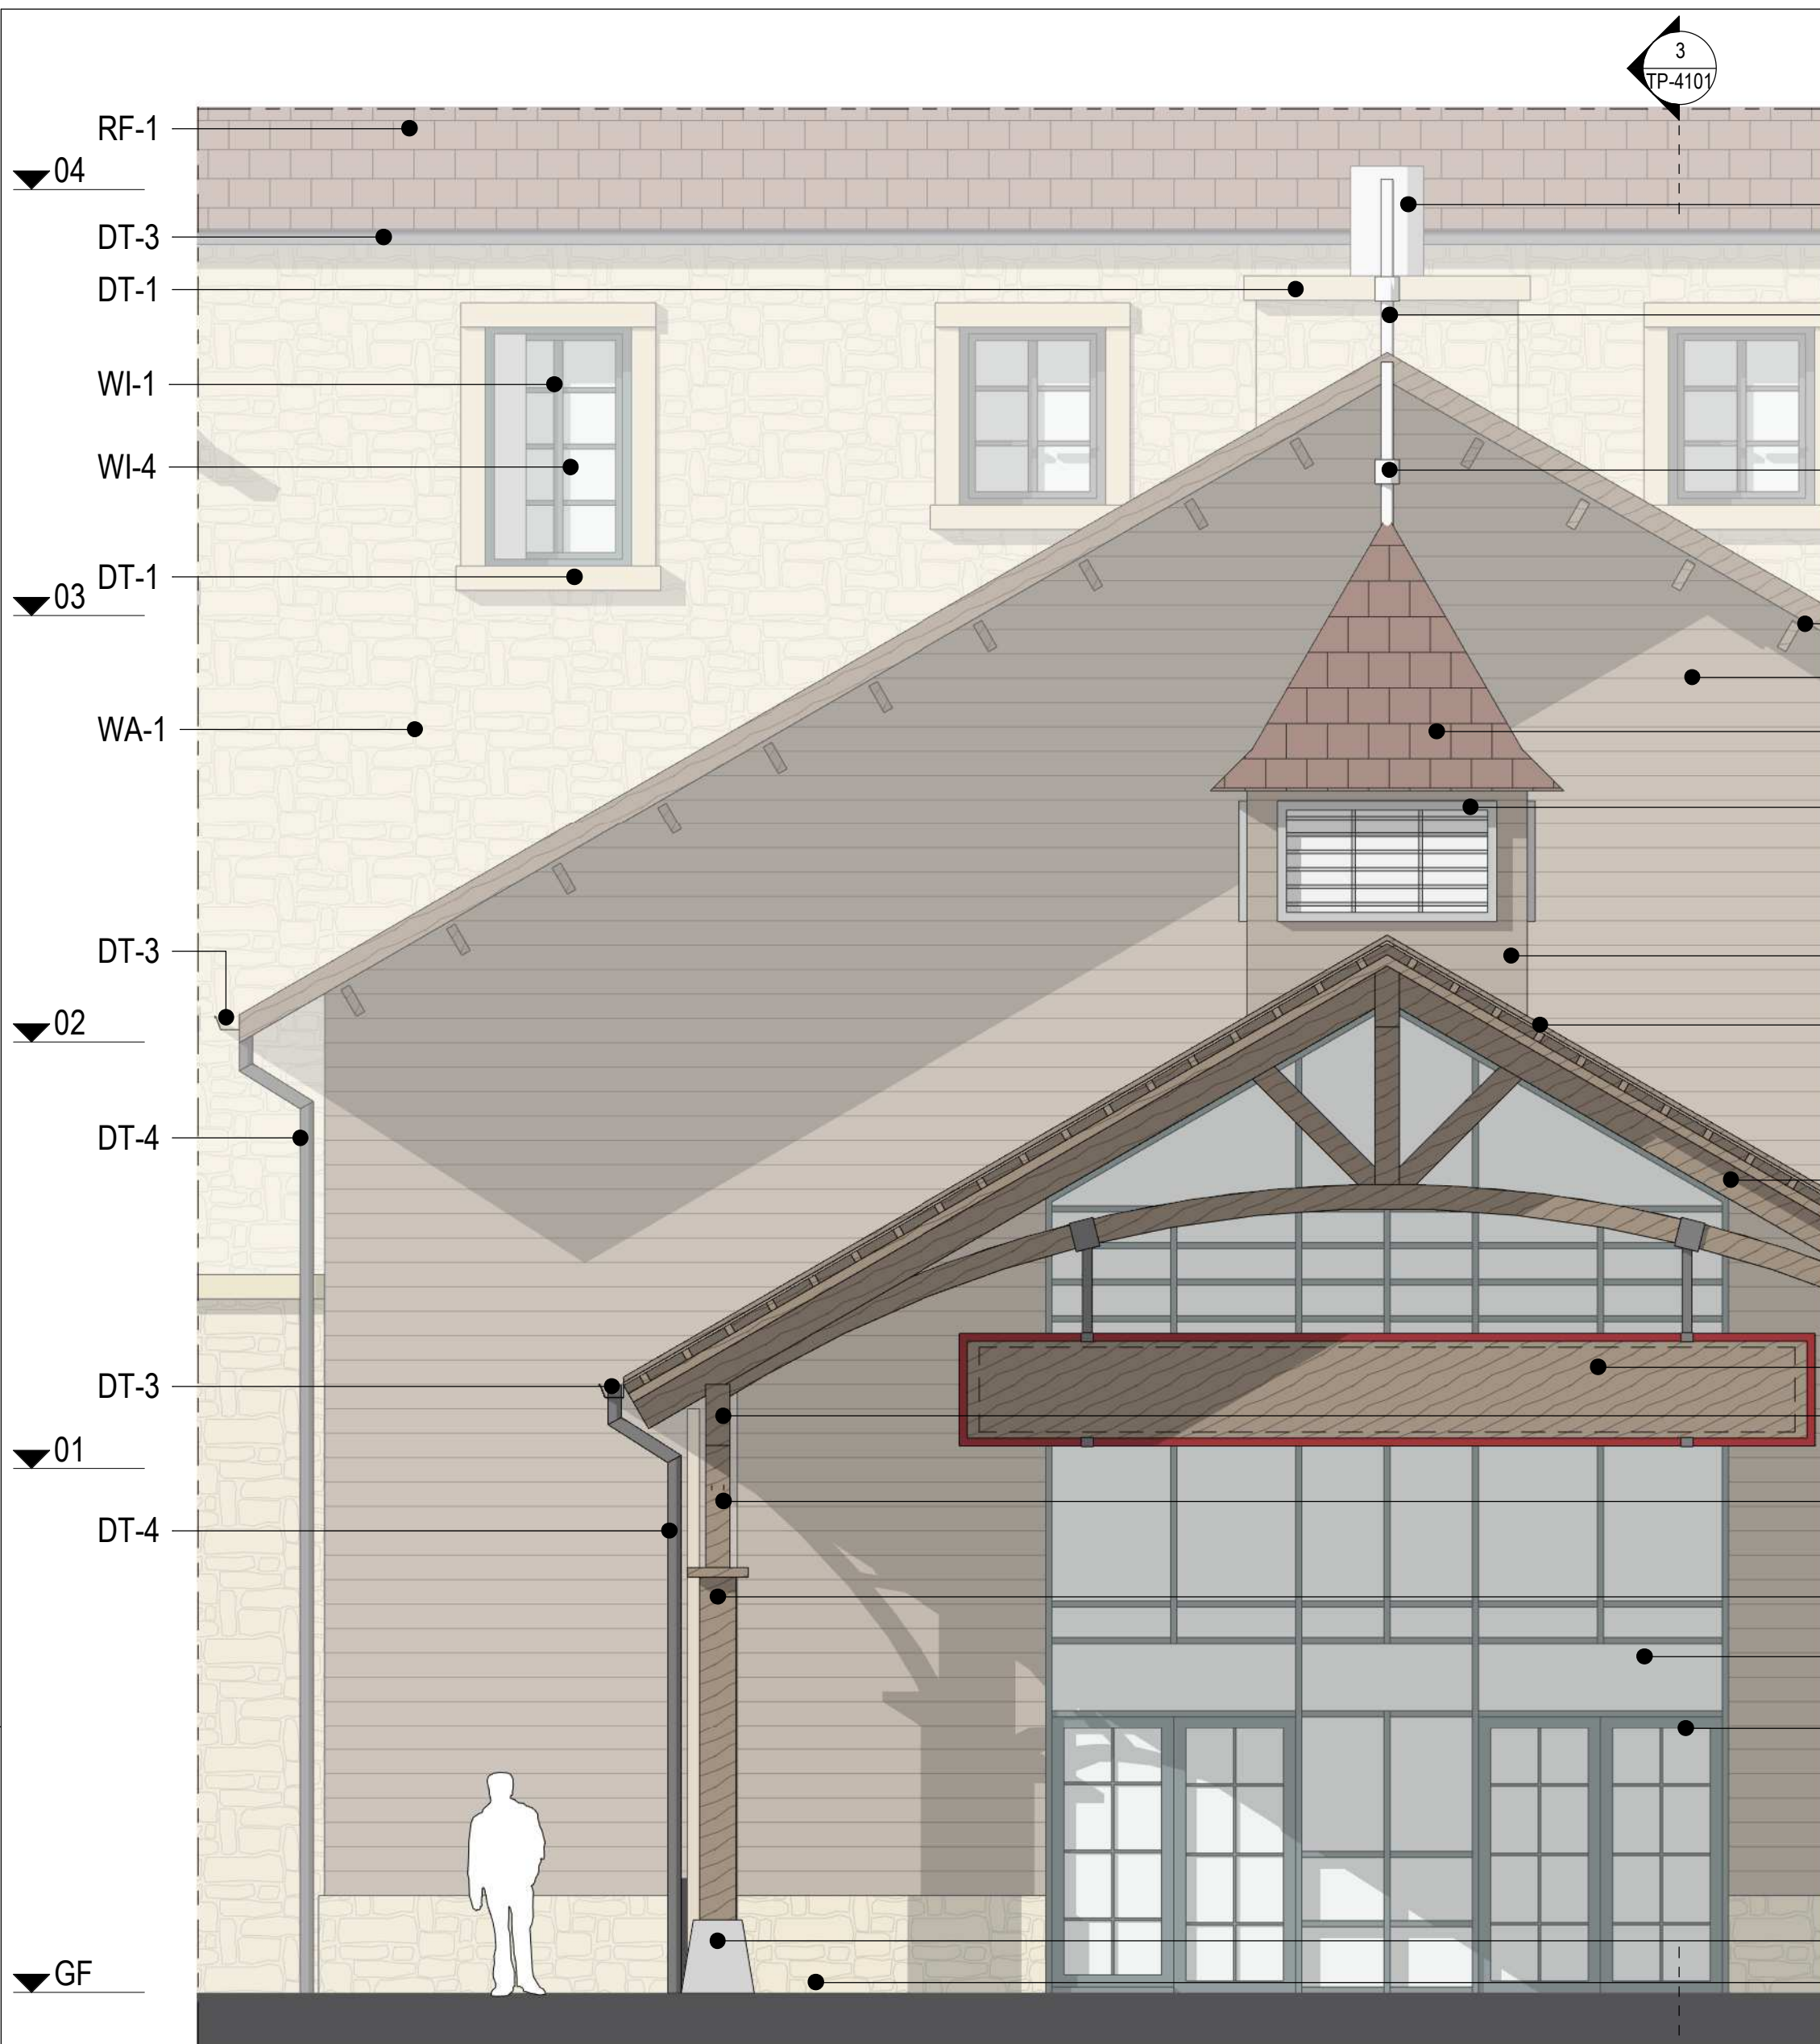 3
TP-4101
RF-1
04
DT-3
DT-1
WI-1
WI-4
DT-1
03
WA-1
DT-3
02
DT-4
DT-3
01
DT-4
GF